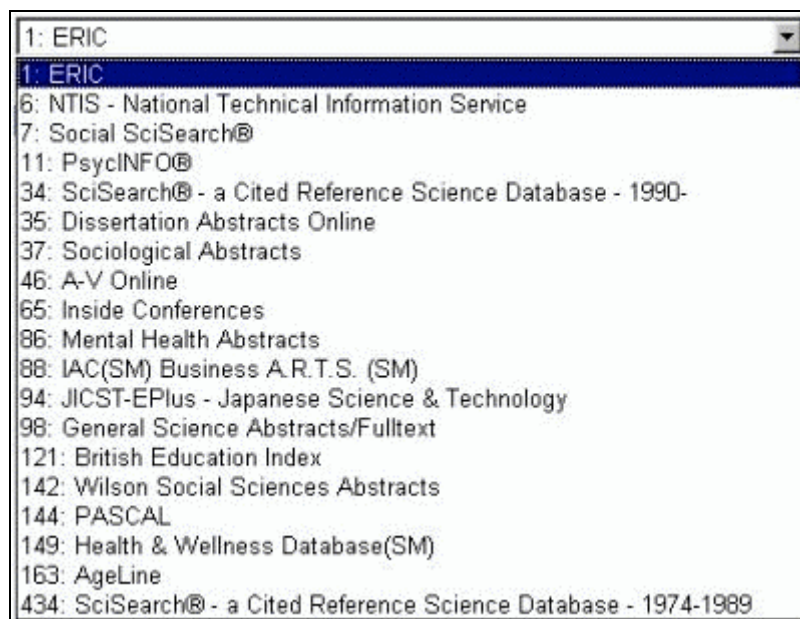 1: ERIC
1: ERIC
6: NTIS - National Technical Information Service
7: Social SciSearch®
11: PsycINFO®
34: SciSearch® - a Cited Reference Science Database - 1990-
35: Dissertation Abstracts Online
37: Sociological Abstracts
46: A-V Online
65: Inside Conferences
86: Mental Health Abstracts
88: IAC(SM) Business A.R.T.S. (SM)
94: JICST-EPlus - Japanese Science & Technology
98: General Science Abstracts/Fulltext
121: British Education Index
142: Wilson Social Sciences Abstracts
144: PASCAL
149: Health & Wellness Database(SM)
163: AgeLine
434: SciSearch® - a Cited Reference Science Database - 1974-1989